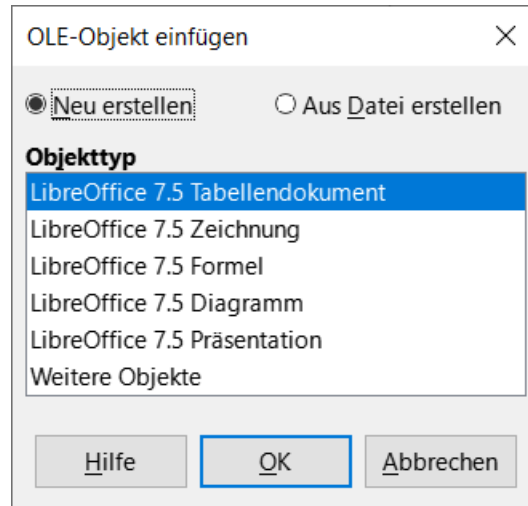 OLE-Objekt einfügen
Neu erstellen Aus Datei erstellen
Objekttyp
LibreOffice 7.5 Tabellendokument
LibreOffice 7.5 Zeichnung
LibreOffice 7.5 Formel
LibreOffice 7.5 Diagramm
LibreOffice 7.5 Präsentation
Weitere Objekte
Hilfe OK Abbrechen